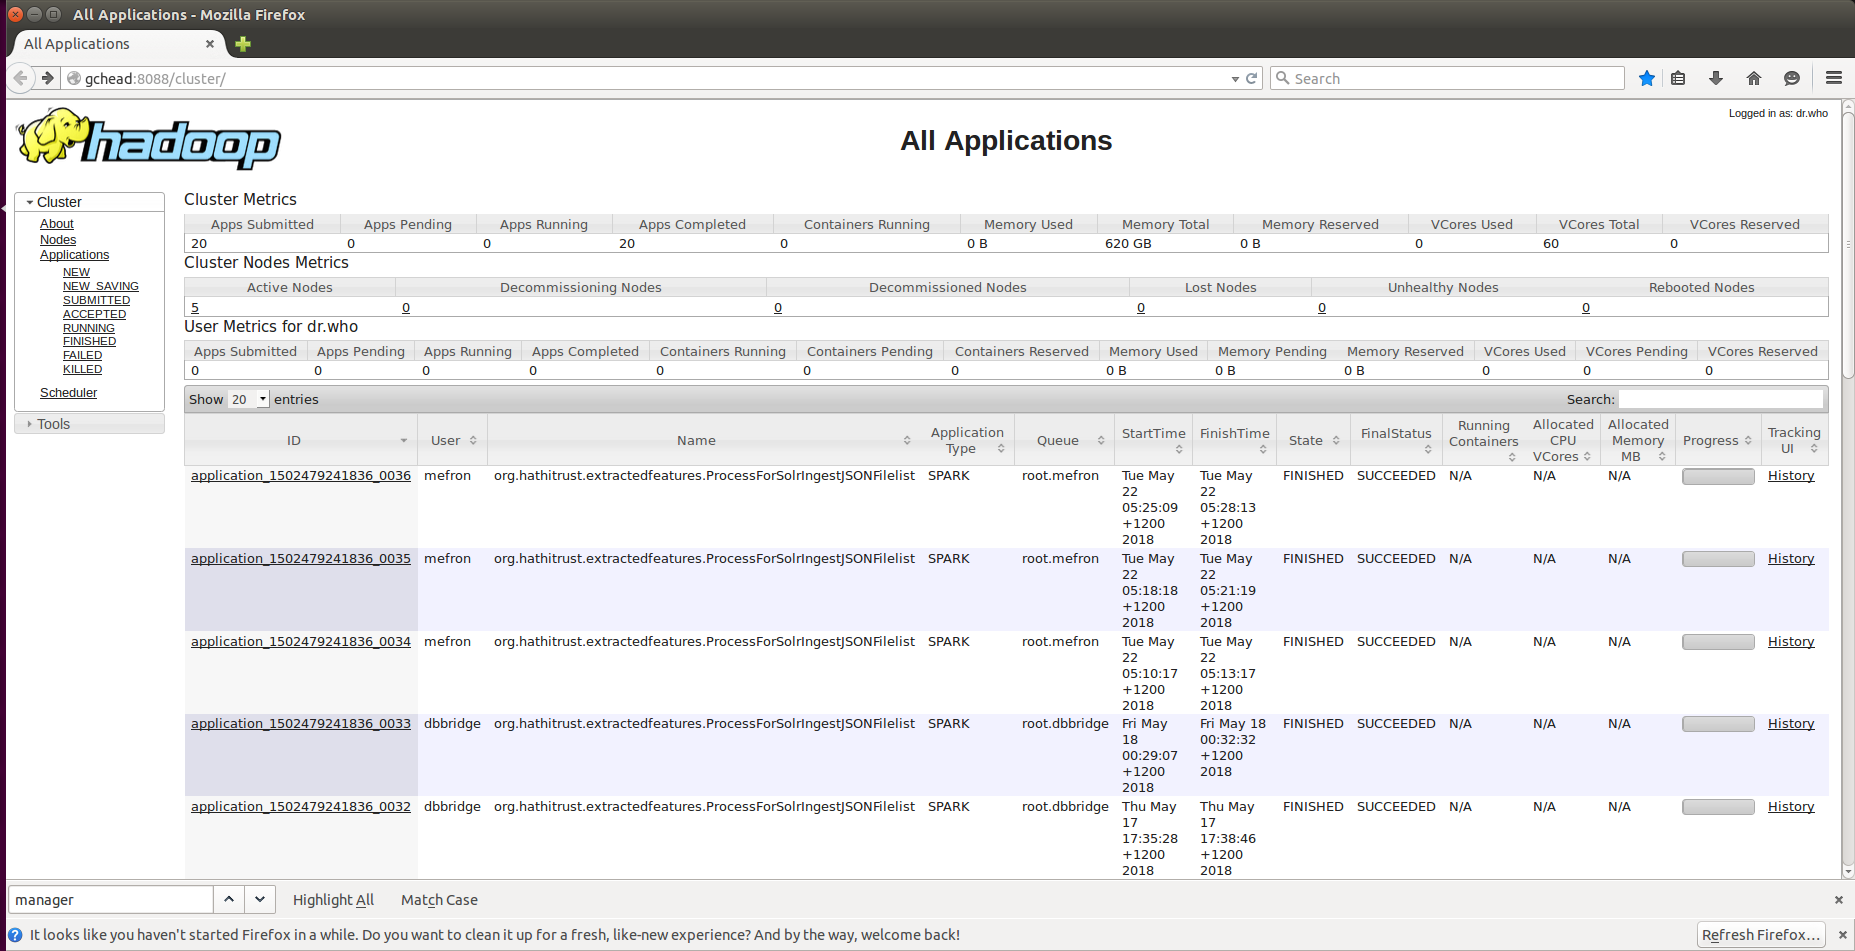 All Applications - Mozilla Firefox
All Applications
gchead:8088/cluster/
Search
hadoop
All Applications
Logged in as: dr.who
Cluster
About
Nodes
Applications
NEW
NEW_SAVING
SUBMITTED
ACCEPTED
RUNNING
FINISHED
FAILED
KILLED
Scheduler
Tools
Cluster Metrics
Apps Submitted Apps Pending Apps Running Apps Completed Containers Running Memory Used Memory Total Memory Reserved VCores Used VCores Total VCores Reserved
20 0 0 20 0 0 B 620 GB 0 B 0 60 0
Cluster Nodes Metrics
Active Nodes Decommissioning Nodes Decommissioned Nodes Lost Nodes Unhealthy Nodes Rebooted Nodes
5 0 0 0 0 0
User Metrics for dr.who
Apps Submitted Apps Pending Apps Running Apps Completed Containers Running Containers Pending Containers Reserved Memory Used Memory Pending Memory Reserved VCores Used VCores Pending VCores Reserved
0 0 0 0 0 0 0 0 B 0 B 0 B 0 0 0
Show 20 entries Search:
ID User Name Application Type Queue StartTime FinishTime State FinalStatus Running Containers Allocated CPU VCores Allocated Memory MB Progress Tracking UI
application_1502479241836_0036 mefron org.hathitrust.extractedfeatures.ProcessForSolrIngestJSONFilelist SPARK root.mefron Tue May 22 05:25:09 +1200 2018 Tue May 22 05:28:13 +1200 2018 FINISHED SUCCEEDED N/A N/A N/A History
application_1502479241836_0035 mefron org.hathitrust.extractedfeatures.ProcessForSolrIngestJSONFilelist SPARK root.mefron Tue May 22 05:18:18 +1200 2018 Tue May 22 05:21:19 +1200 2018 FINISHED SUCCEEDED N/A N/A N/A History
application_1502479241836_0034 mefron org.hathitrust.extractedfeatures.ProcessForSolrIngestJSONFilelist SPARK root.mefron Tue May 22 05:10:17 +1200 2018 Tue May 22 05:13:17 +1200 2018 FINISHED SUCCEEDED N/A N/A N/A History
application_1502479241836_0033 dbbridge org.hathitrust.extractedfeatures.ProcessForSolrIngestJSONFilelist SPARK root.dbbridge Fri May 18 00:29:07 +1200 2018 Fri May 18 00:32:32 +1200 2018 FINISHED SUCCEEDED N/A N/A N/A History
application_1502479241836_0032 dbbridge org.hathitrust.extractedfeatures.ProcessForSolrIngestJSONFilelist SPARK root.dbbridge Thu May 17 17:35:28 +1200 2018 Thu May 17 17:38:46 +1200 2018 FINISHED SUCCEEDED N/A N/A N/A History
manager Highlight All Match Case
It looks like you haven't started Firefox in a while. Do you want to clean it up for a fresh, like-new experience? And by the way, welcome back! Refresh Firefox...